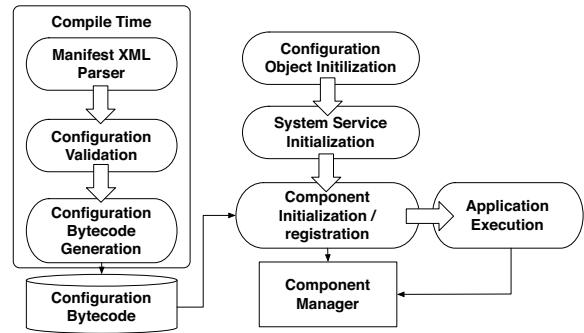 Compile Time
Manifest XML
Parser
Configuration
Validation
Configuration
Bytecode
Generation
Configuration
Bytecode
Configuration
Object Initilization
System Service
Initialization
Component
Initialization /
registration
Application
Execution
Component
Manager